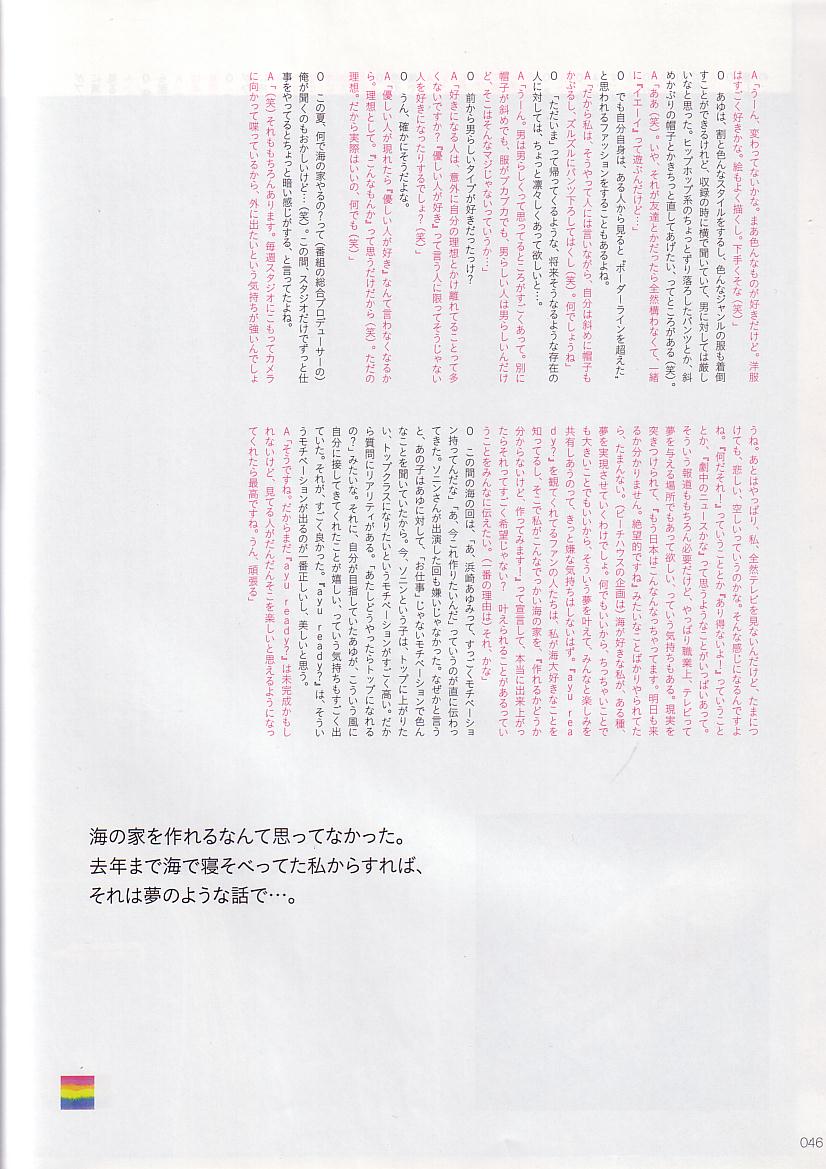 A「うーん、変わってないかな。まあ色んなものが好きだけど。洋服
はすごく好きかな。絵もよく描くし。下手くそな(笑)」
O　あゆは、割と色んなスタイルをするし、色んなジャンルの服も着倒
すことができるけれど、収録の時に横で聞いていて、男に対しては厳し
いなと思った。ヒップホップ系のちょっとずり落ろしたパンツとか、斜
めかぶりの帽子とかきちっと直してあげたい、ってところがある(笑)。
A「ああ(笑)。いや、それが友達とかだったら全然構わなくて、一緒
に『イエーイ』って遊ぶんだけど…」
O　でも自分自身は、ある人から見ると、“ボーダーラインを超えた”
と思われるファッションをすることもあるよね。
A「だから私は、そうやって人には言いながら、自分は斜めに帽子も
かぶるし、ズルズルにパンツ下ろしてはくし(笑)。何でしょうね」
O　「ただいま」って帰ってくるような、将来そうなるような存在の
人に対しては、ちょっと凛々しくあって欲しいと…。
A「うーん。男は男らしくって思ってるところがすごくあって。別に
帽子が斜めでも、服がブカブカでも、男らしい人は男らしいんだけ
ど、そこはそんなマジじゃないっていうか…」
O　前から男らしいタイプが好きだったっけ?
A「好きになる人は、意外に自分の理想とかけ離れてることって多
くないですか?『優しい人が好き』って言う人に限ってそうじゃない
人を好きになったりするでしょ?(笑)」
O　うん、確かにそうだよな。
A「優しい人が現れたら『優しい人が好き』なんて言わなくなるか
ら。理想として。『こんなもんか』って思うだけだから(笑)。ただの
理想。だから実際はいいの、何でも(笑)」
O　この夏、何で海の家やるの?って(番組の総合プロデューサーの)
俺が聞くのもおかしいけど…(笑)。この間、スタジオだけでずっと仕
事をやってるとちょっと暗い感じがする、と言ってたよね。
A「(笑)それももちろんあります。毎週スタジオにこもってカメラ
に向かって喋っているから、外に出たいという気持ちが強いんでしょ
うね。あとはやっぱり、私、全然テレビを見ないんだけど、たまにつ
けても、悲しい、空しいっていうのかな。そんな感じになるんですよ
ね。『何だそれー』っていうこととか『あり得ないよー』っていうこと
とか、『劇中のニュースかな』って思うようなことがいっぱいあって。
そういう報道ももちろん必要だけど、やっぱり職業上、テレビって
夢を与える場所でもあって欲しい、っていう気持ちもある。現実を
突きつけられて、『もう日本はこんなんなっちゃってます。明日も来
るか分かりません。絶望的ですね』みたいなことばかりやられてた
ら、たまんない。(ビーチハウスの企画は)海が好きな私が、ある種、
夢を実現させていくわけでしょ。何でもいいから、ちっちゃいことで
も大きいことでもいいから、そういう夢を叶えて、みんなと楽しみを
共有しあうのって、きっと嫌な気持ちはしないはず。『ayu rea
dy?』を観てくれてるファンの人たちは、私が海大好きなことを
知ってるし、そこで私がこんなでっかい海の家を、『作れるかどうか
分からないけど、作ってみます!』って宣言して、本当に出来上がっ
たらそれってすごく希望じゃない?　叶えられることがあるってい
うことをみんなに伝えたい。(一番の理由は)それ、かな」
O　この間の海の回は、「あ、浜崎あゆみって、すっごくモチベーショ
ン持ってんだな」「あ、今これ作りたいんだ」っていうのが直に伝わっ
てきた。ソニンさんが出演した回も嫌いじゃなかった。なぜかと言う
と、あの子はあゆに対して、「お仕事」じゃないモチベーションで色ん
なことを聞いていたから。今、ソニンという子は、トップに上がりた
い、トップクラスになりたいというモチベーションがすごく高い。だか
ら質問にリアリティがある。「あたしどうやったらトップになれる
の?」みたいな。それに、自分が目指していたあゆが、こういう風に
自分に接してきてくれたことが嬉しい、っていう気持ちもすごく出
ていた。それが、すごく良かった。『ayu ready?』は、そうい
うモチベーションが出るのが一番正しいし、美しいと思う。
A「そうですね。だからまだ『ayu ready?』は未完成かもし
れないけど、見てる人がだんだんそこを楽しいと思えるようになっ
てくれたら最高ですね。うん、頑張る」
海の家を作れるなんて思ってなかった。
去年まで海で寝そべってた私からすれば、
それは夢のような話で…。
046